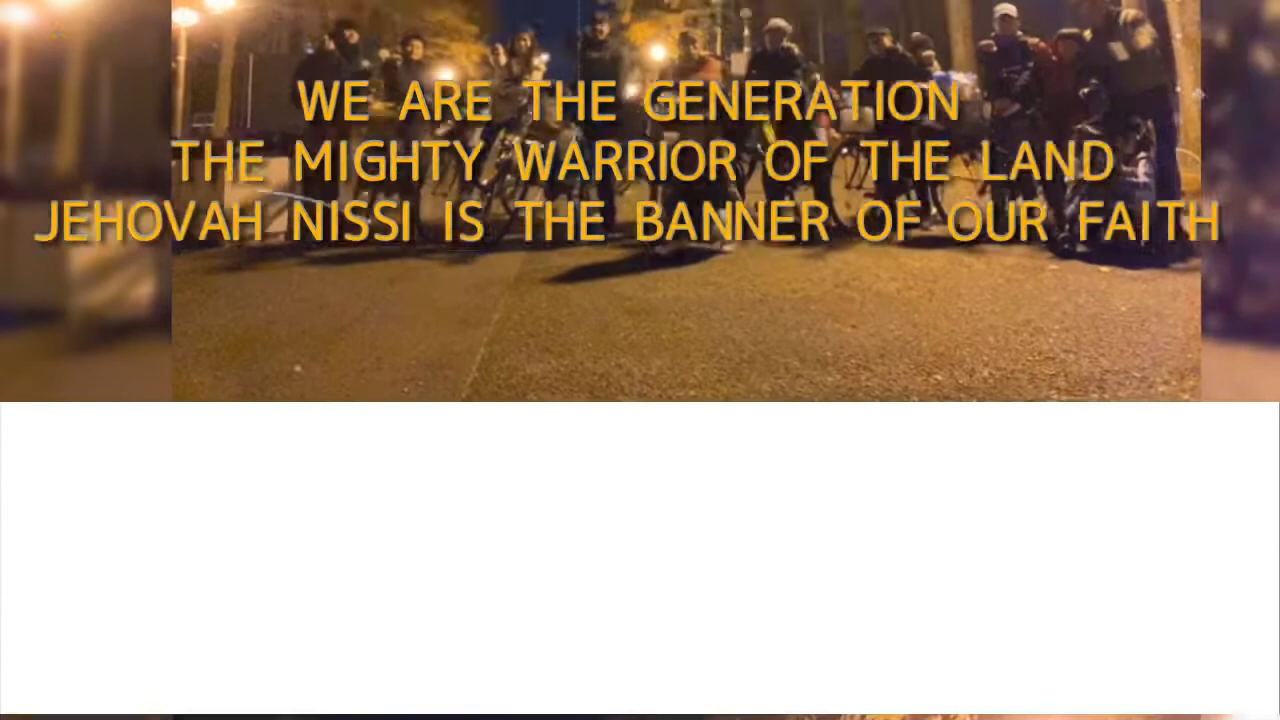 WE ARE THE GENERATION
THE MIGHTY WARRIOR OF THE LAND
JEHOVAH NISSI IS THE BANNER OF OUR FAITH